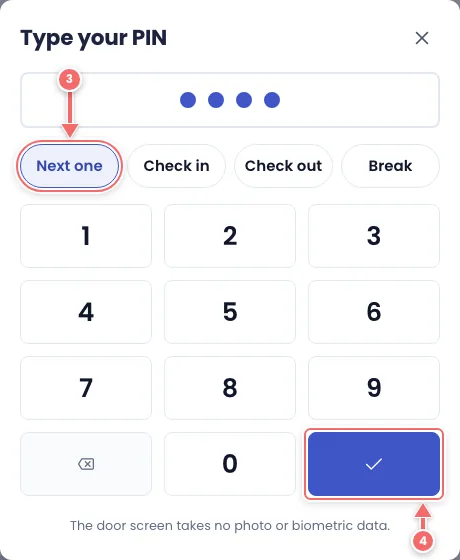 Type your PIN
3
Next one
Check in
Check out
Break
1
2
3
4
5
6
7
8
9
0
The door screen takes no photo or biometric data.
4